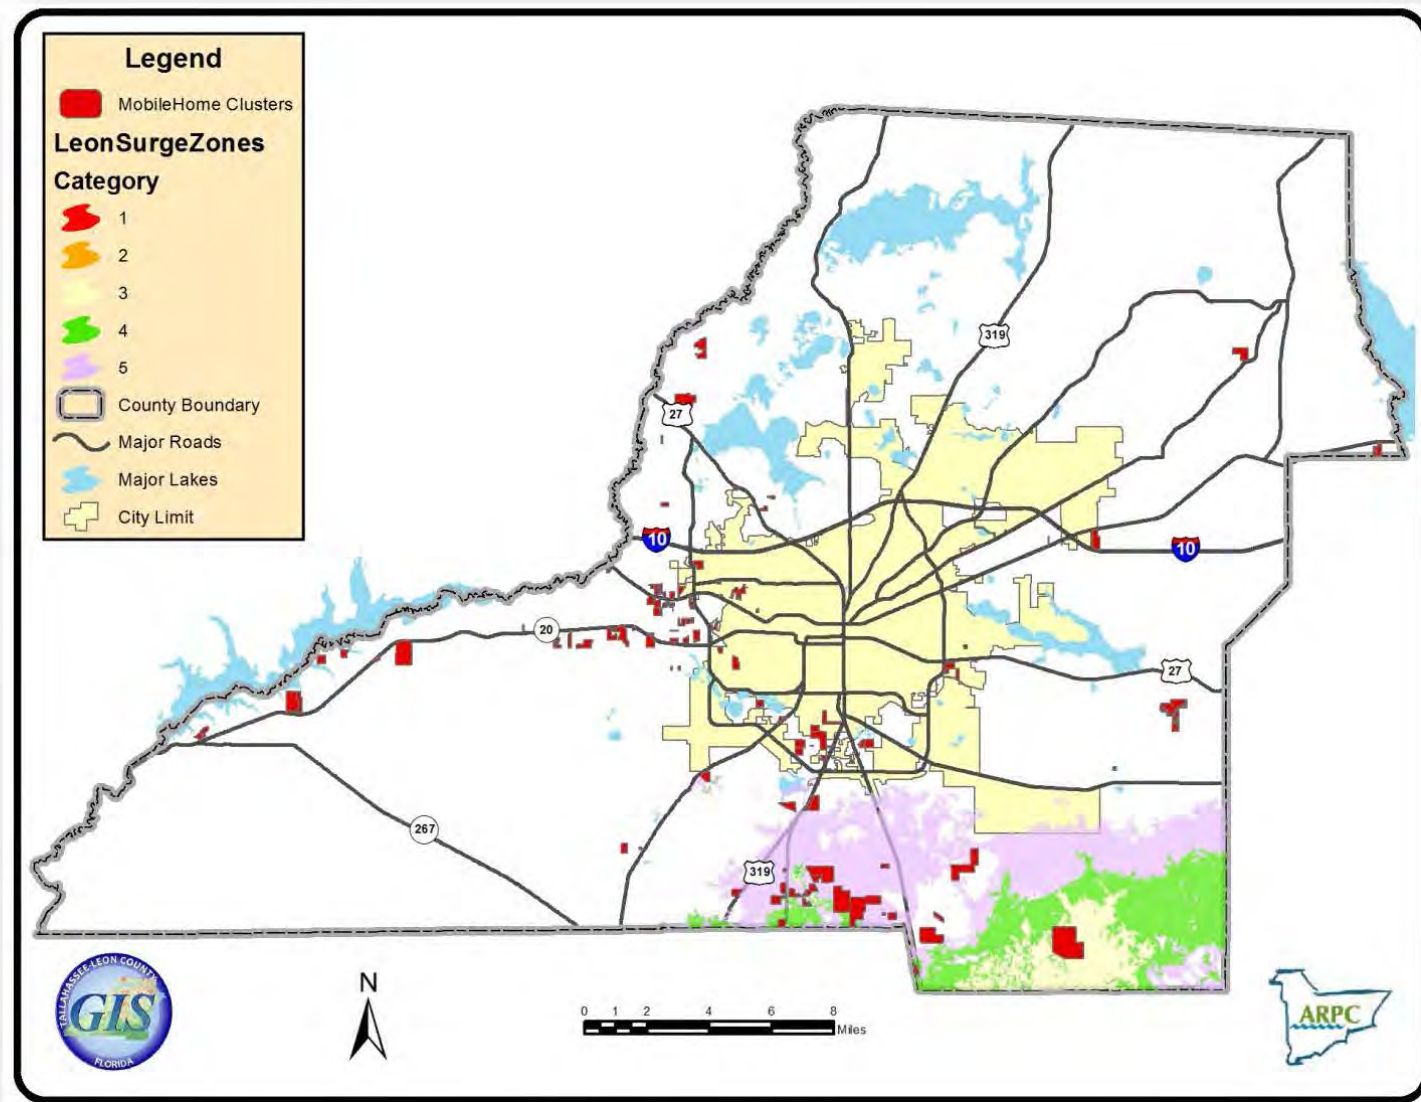 Legend
MobileHome Clusters
LeonSurgeZones
Category
1
2
3
4
5
County Boundary
Major Roads
Major Lakes
City Limit
319
27
10
10
20
27
267
319
TALLAHASSEE-LEON COUNTY
GIS
FLORIDA
N
0 1 2 4 6 8
Miles
ARPC